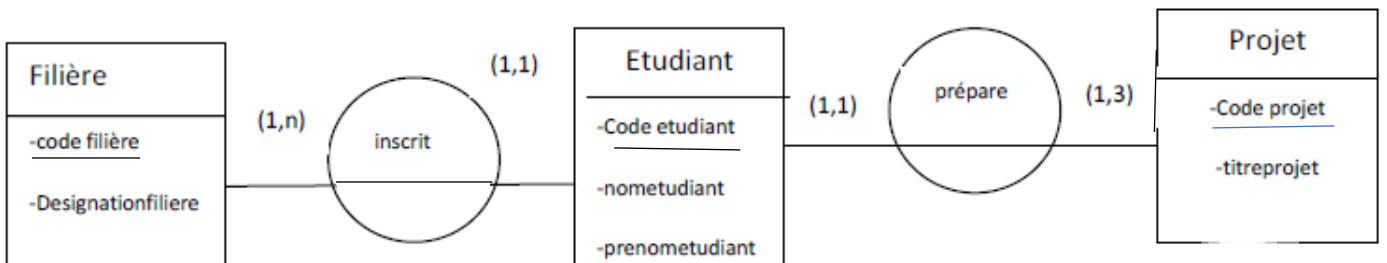 Filière
-code filière
-Designationfiliere
(1,n)
inscrit
(1,1)
Etudiant
-Code etudiant
-nometudiant
-prenometudiant
(1,1)
prépare
(1,3)
Projet
-Code projet
-titreprojet